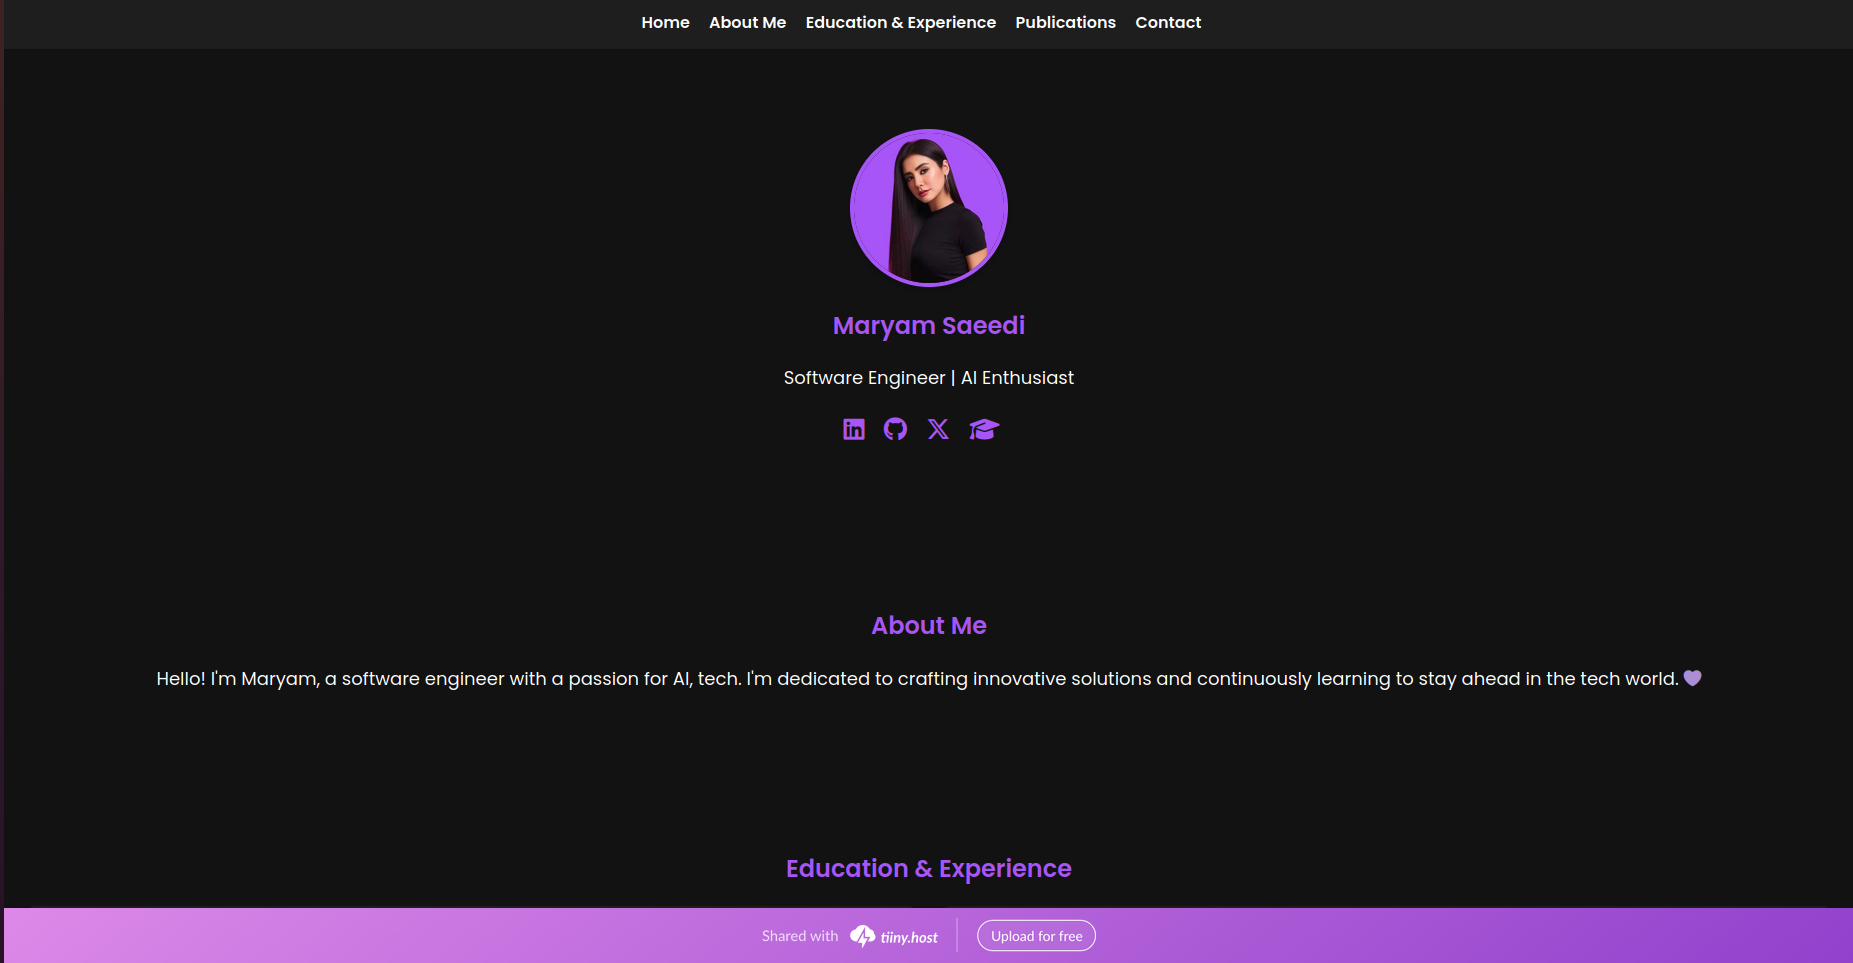 Home About Me Education & Experience Publications Contact
Maryam Saeedi
Software Engineer | AI Enthusiast
in
About Me
Hello! I'm Maryam, a software engineer with a passion for AI, tech. I'm dedicated to crafting innovative solutions and continuously learning to stay ahead in the tech world. 💜
Education & Experience
Shared with tiiny.host Upload for free